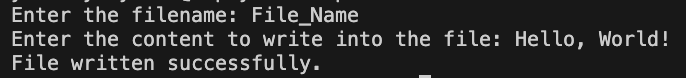 Enter the filename: File_Name
Enter the content to write into the file: Hello, World!
File written successfully.